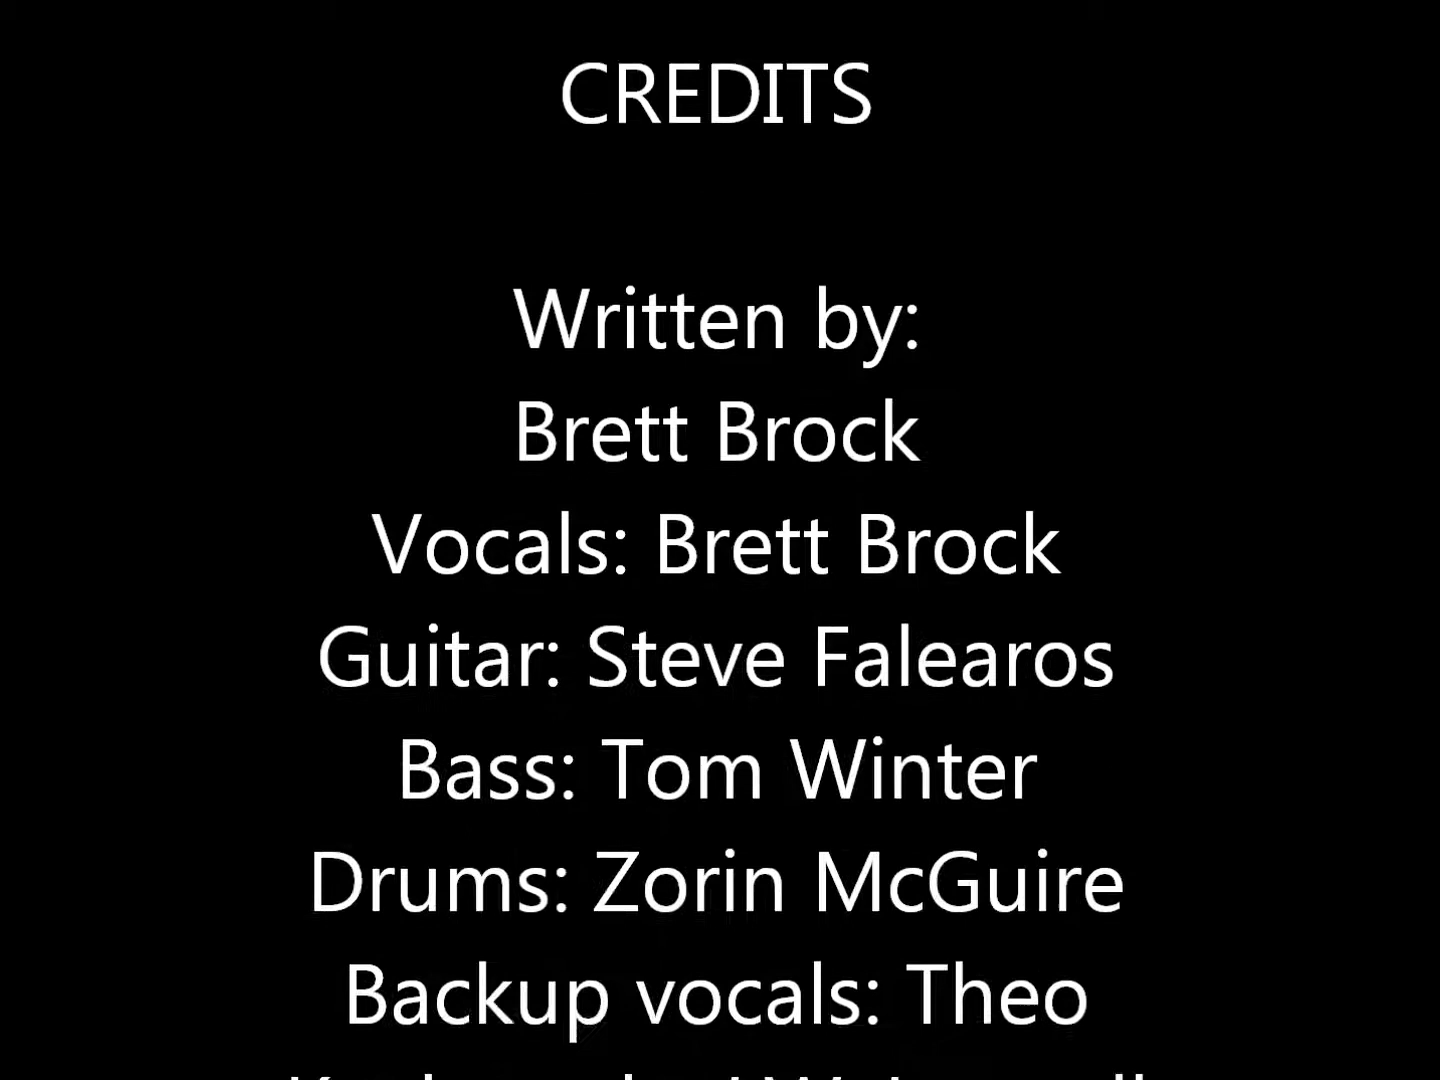 CREDITS
Written by:
Brett Brock
Vocals: Brett Brock
Guitar: Steve Falearos
Bass: Tom Winter
Drums: Zorin McGuire
Backup vocals: Theo